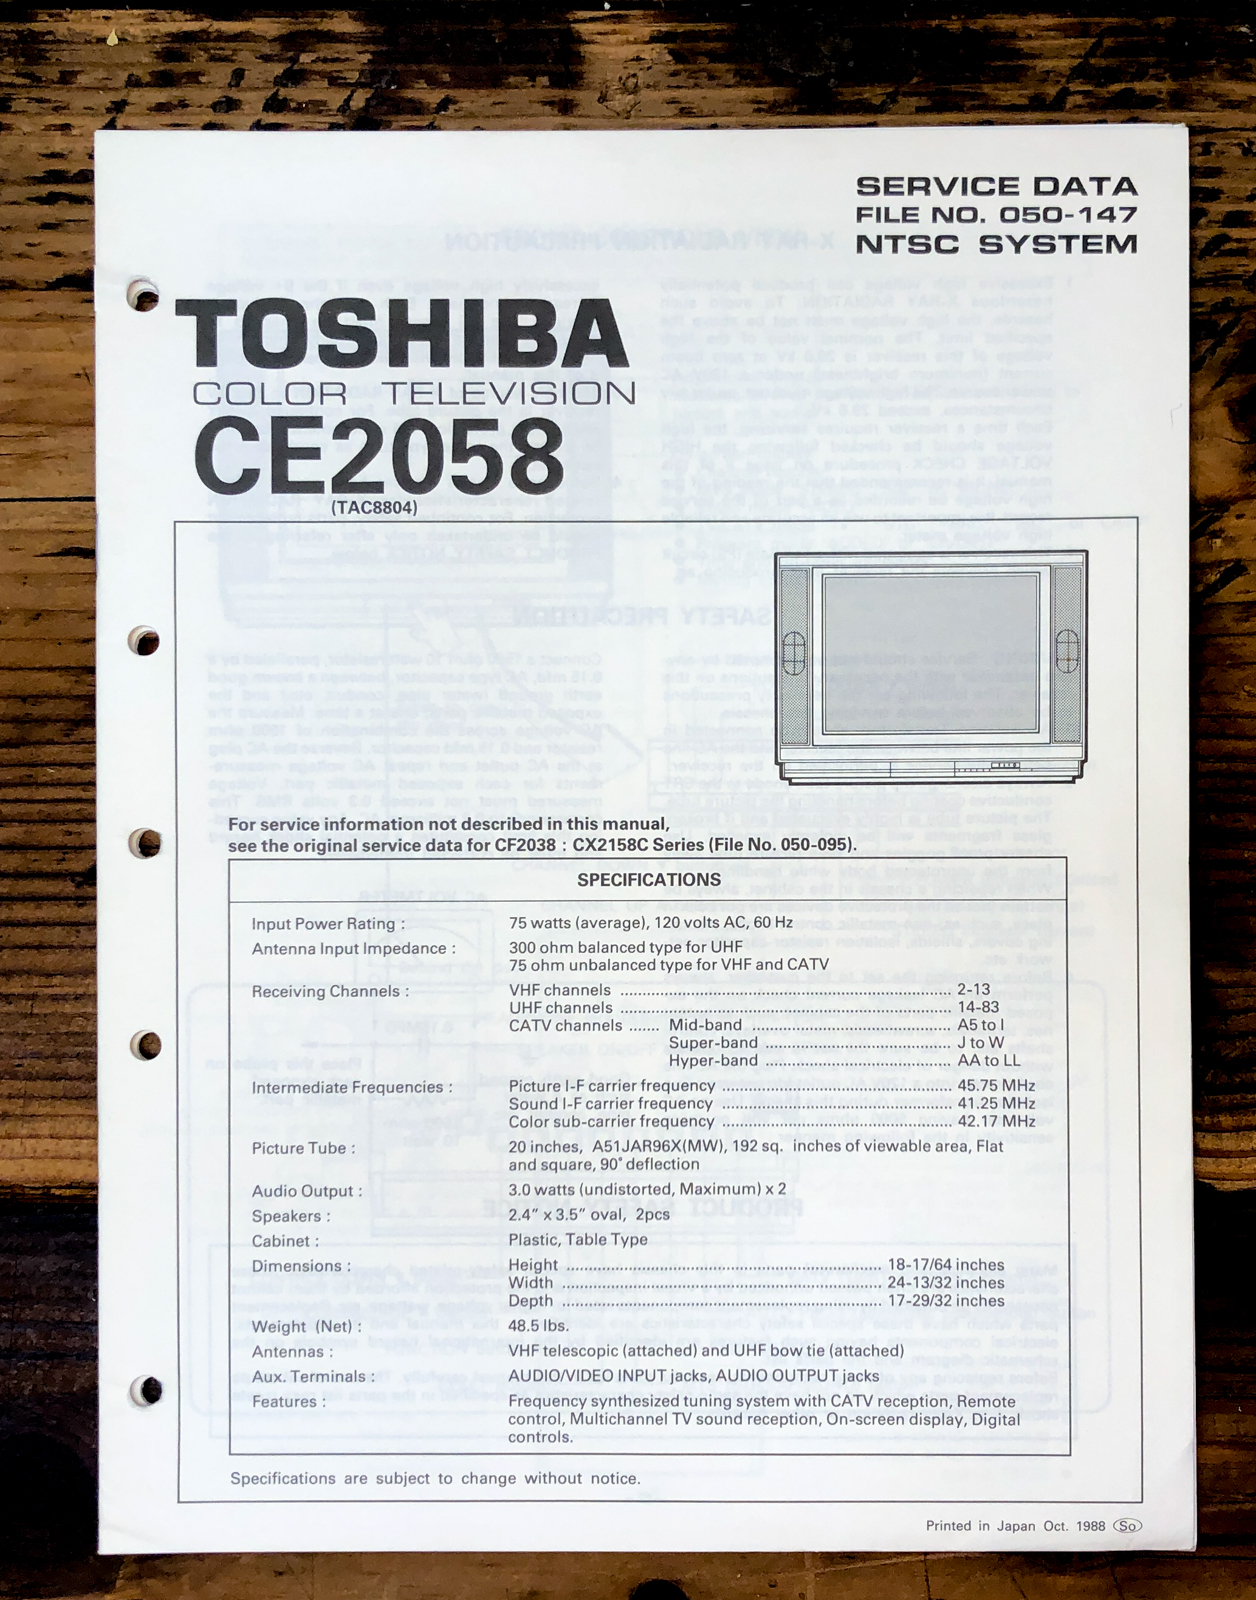 SERVICE DATA
FILE NO. 050-147
NTSC SYSTEM
TOSHIBA
COLOR TELEVISION
CE2058
(TAC8804)
For service information not described in this manual,
see the original service data for CF2038 : CX2158C Series (File No. 050-095).
SPECIFICATIONS
Input Power Rating : 75 watts (average), 120 volts AC, 60 Hz
Antenna Input Impedance : 300 ohm balanced type for UHF
75 ohm unbalanced type for VHF and CATV
Receiving Channels : VHF channels ........ 2-13
UHF channels ........ 14-83
CATV channels ....... Mid-band ........ A5 to I
Super-band ........ J to W
Hyper-band ........ AA to LL
Intermediate Frequencies : Picture I-F carrier frequency ........ 45.75 MHz
Sound I-F carrier frequency ........ 41.25 MHz
Color sub-carrier frequency ........ 42.17 MHz
Picture Tube : 20 inches, A51JAR96X(MW), 192 sq. inches of viewable area, Flat
and square, 90° deflection
Audio Output : 3.0 watts (undistorted, Maximum) x 2
Speakers : 2.4" x 3.5" oval, 2pcs
Cabinet : Plastic, Table Type
Dimensions : Height ........ 18-17/64 inches
Width ........ 24-13/32 inches
Depth ........ 17-29/32 inches
Weight (Net) : 48.5 lbs.
Antennas : VHF telescopic (attached) and UHF bow tie (attached)
Aux. Terminals : AUDIO/VIDEO INPUT jacks, AUDIO OUTPUT jacks
Features : Frequency synthesized tuning system with CATV reception, Remote
control, Multichannel TV sound reception, On-screen display, Digital
controls.
Specifications are subject to change without notice.
Printed in Japan Oct. 1988 So